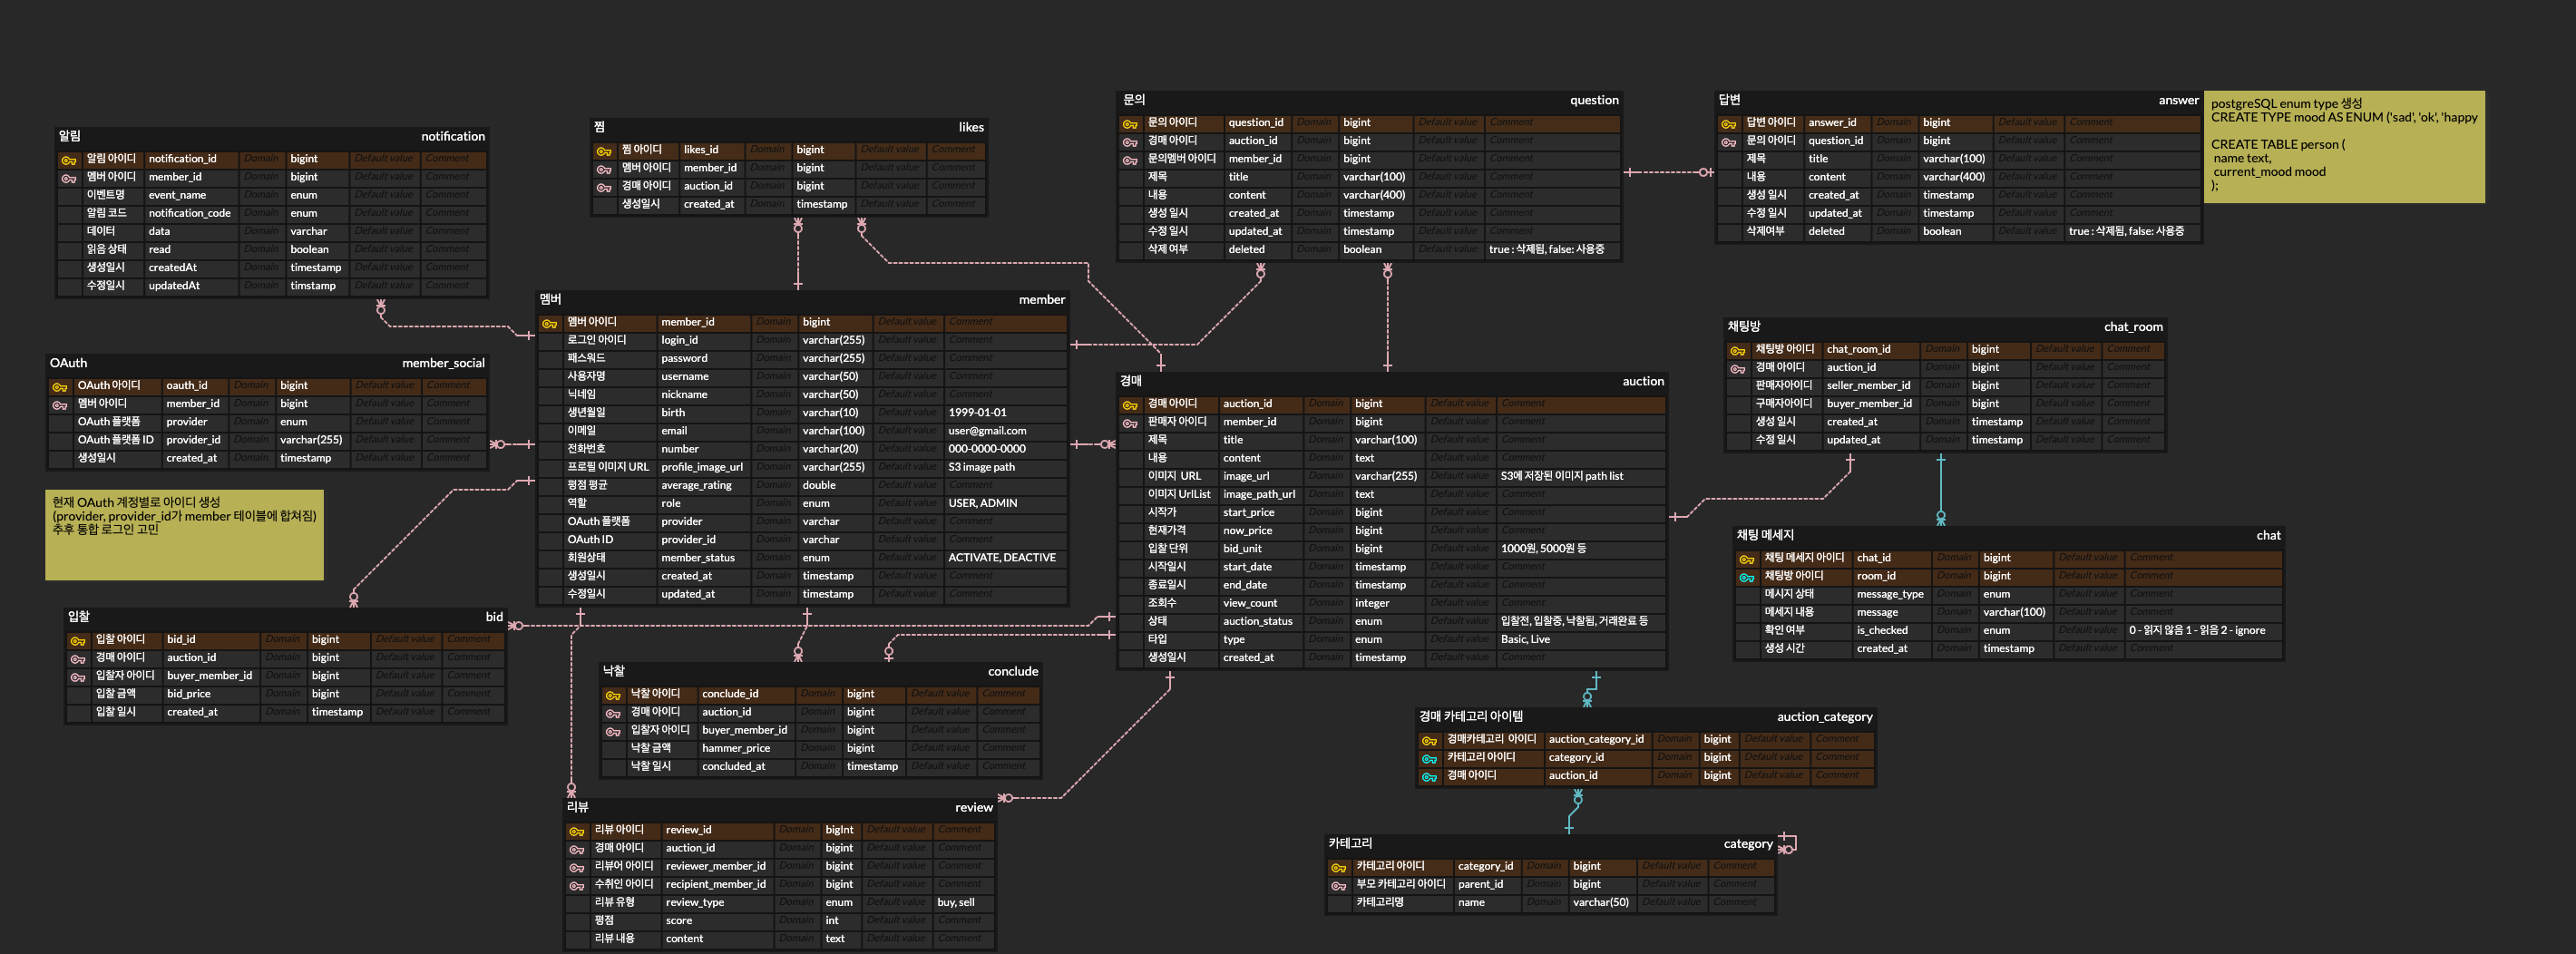 알림 notification
알림 아이디 notification_id Domain bigint Default value Comment
멤버 아이디 member_id Domain bigint Default value Comment
이벤트명 event_name Domain enum Default value Comment
알림 코드 notification_code Domain enum Default value Comment
데이터 data Domain varchar Default value Comment
읽음 상태 read Domain boolean Default value Comment
생성일시 createdAt Domain timestamp Default value Comment
수정일시 updatedAt Domain timstamp Default value Comment
찜 likes
찜 아이디 likes_id Domain bigint Default value Comment
멤버 아이디 member_id Domain bigint Default value Comment
경매 아이디 auction_id Domain bigint Default value Comment
생성일시 created_at Domain timestamp Default value Comment
문의 question
문의 아이디 question_id Domain bigint Default value Comment
경매 아이디 auction_id Domain bigint Default value Comment
문의멤버 아이디 member_id Domain bigint Default value Comment
제목 title Domain varchar(100) Default value Comment
내용 content Domain varchar(400) Default value Comment
생성 일시 created_at Domain timestamp Default value Comment
수정 일시 updated_at Domain timestamp Default value Comment
삭제 여부 deleted Domain boolean Default value true : 삭제됨, false: 사용중
답변 answer
답변 아이디 answer_id Domain bigint Default value Comment
문의 아이디 question_id Domain bigint Default value Comment
제목 title Domain varchar(100) Default value Comment
내용 content Domain varchar(400) Default value Comment
생성 일시 created_at Domain timestamp Default value Comment
수정 일시 updated_at Domain timestamp Default value Comment
삭제여부 deleted Domain boolean Default value true : 삭제됨, false: 사용중
postgreSQL enum type 생성
CREATE TYPE mood AS ENUM ('sad', 'ok', 'happy
CREATE TABLE person (
name text,
current_mood mood
);
OAuth member_social
OAuth 아이디 oauth_id Domain bigint Default value Comment
멤버 아이디 member_id Domain bigint Default value Comment
OAuth 플랫폼 provider Domain enum Default value Comment
OAuth 플랫폼 ID provider_id Domain varchar(255) Default value Comment
생성일시 created_at Domain timestamp Default value Comment
현재 OAuth 계정별로 아이디 생성
(provider, provider_id가 member 테이블에 합쳐짐)
추후 통합 로그인 고민
멤버 member
멤버 아이디 member_id Domain bigint Default value Comment
로그인 아이디 login_id Domain varchar(255) Default value Comment
패스워드 password Domain varchar(255) Default value Comment
사용자명 username Domain varchar(50) Default value Comment
닉네임 nickname Domain varchar(50) Default value Comment
생년월일 birth Domain varchar(10) Default value 1999-01-01
이메일 email Domain varchar(100) Default value user@gmail.com
전화번호 number Domain varchar(20) Default value 000-0000-0000
프로필 이미지 URL profile_image_url Domain varchar(255) Default value S3 image path
평점 평균 average_rating Domain double Default value Comment
역할 role Domain enum Default value USER, ADMIN
OAuth 플랫폼 provider Domain varchar Default value Comment
OAuth ID provider_id Domain varchar Default value Comment
회원상태 member_status Domain enum Default value ACTIVATE, DEACTIVE
생성일시 created_at Domain timestamp Default value Comment
수정일시 updated_at Domain timestamp Default value Comment
경매 auction
경매 아이디 auction_id Domain bigint Default value Comment
판매자 아이디 member_id Domain bigint Default value Comment
제목 title Domain varchar(100) Default value Comment
내용 content Domain text Default value Comment
이미지 URL image_url Domain varchar(255) Default value S3에 저장된 이미지 path list
이미지 UrlList image_path_url Domain text Default value Comment
시작가 start_price Domain bigint Default value Comment
현재가격 now_price Domain bigint Default value Comment
입찰 단위 bid_unit Domain bigint Default value 1000원, 5000원 등
시작일시 start_date Domain timestamp Default value Comment
종료일시 end_date Domain timestamp Default value Comment
조회수 view_count Domain integer Default value Comment
상태 auction_status Domain enum Default value 입찰전, 입찰중, 낙찰됨, 거래완료 등
타입 type Domain enum Default value Basic, Live
생성일시 created_at Domain timestamp Default value Comment
채팅방 chat_room
채팅방 아이디 chat_room_id Domain bigint Default value Comment
경매 아이디 auction_id Domain bigint Default value Comment
판매자아이디 seller_member_id Domain bigint Default value Comment
구매자아이디 buyer_member_id Domain bigint Default value Comment
생성 일시 created_at Domain timestamp Default value Comment
수정 일시 updated_at Domain timestamp Default value Comment
채팅 메세지 chat
채팅 메세지 아이디 chat_id Domain bigint Default value Comment
채팅방 아이디 room_id Domain bigint Default value Comment
메시지 상태 message_type Domain enum Default value Comment
메세지 내용 message Domain varchar(100) Default value Comment
확인 여부 is_checked Domain enum Default value 0 - 읽지 않음 1 - 읽음 2 - ignore
생성 시간 created_at Domain timestamp Default value Comment
입찰 bid
입찰 아이디 bid_id Domain bigint Default value Comment
경매 아이디 auction_id Domain bigint Default value Comment
입찰자 아이디 buyer_member_id Domain bigint Default value Comment
입찰 금액 bid_price Domain bigint Default value Comment
입찰 일시 created_at Domain timestamp Default value Comment
낙찰 conclude
낙찰 아이디 conclude_id Domain bigint Default value Comment
경매 아이디 auction_id Domain bigint Default value Comment
입찰자 아이디 buyer_member_id Domain bigint Default value Comment
낙찰 금액 hammer_price Domain bigint Default value Comment
낙찰 일시 concluded_at Domain timestamp Default value Comment
경매 카테고리 아이템 auction_category
경매카테고리 아이디 auction_category_id Domain bigint Default value Comment
카테고리 아이디 category_id Domain bigint Default value Comment
경매 아이디 auction_id Domain bigint Default value Comment
리뷰 review
리뷰 아이디 review_id Domain bigInt Default value Comment
경매 아이디 auction_id Domain bigint Default value Comment
리뷰어 아이디 reviewer_member_id Domain bigint Default value Comment
수취인 아이디 recipient_member_id Domain bigint Default value Comment
리뷰 유형 review_type Domain enum Default value buy, sell
평점 score Domain int Default value Comment
리뷰 내용 content Domain text Default value Comment
카테고리 category
카테고리 아이디 category_id Domain bigint Default value Comment
부모 카테고리 아이디 parent_id Domain bigint Default value Comment
카테고리명 name Domain varchar(50) Default value Comment